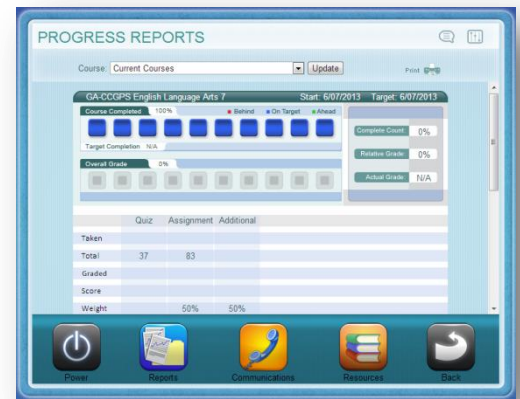 PROGRESS REPORTS
Course: Current Courses Update Print
GA-CCGPS English Language Arts 7 Start: 6/07/2013 Target: 6/07/2013
Course Completed 100% Behind On Target Ahead
Target Completion N/A
Overall Grade 0%
Complete Count 0%
Relative Grade 0%
Actual Grade N/A
Quiz Assignment Additional
Taken
Total 37 83
Graded
Score
Weight 50% 50%
Power Reports Communications Resources Back